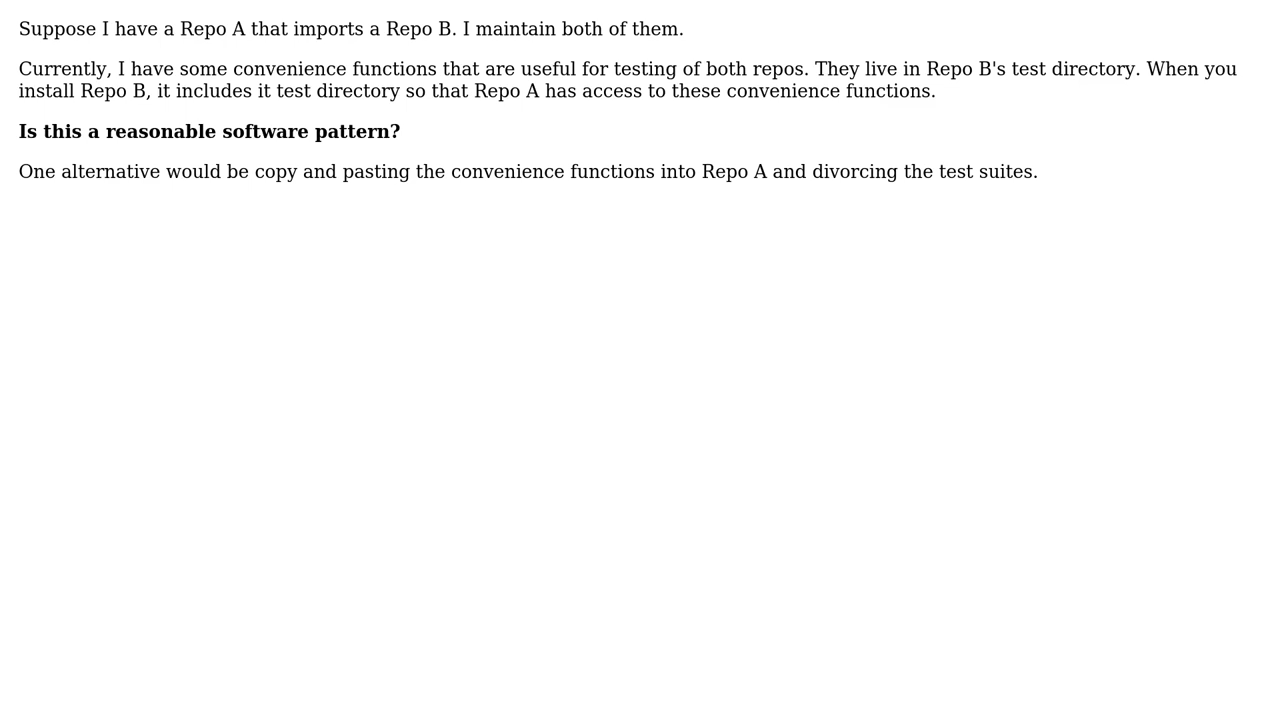 Suppose I have a Repo A that imports a Repo B. I maintain both of them.
Currently, I have some convenience functions that are useful for testing of both repos. They live in Repo B's test directory. When you
install Repo B, it includes it test directory so that Repo A has access to these convenience functions.
Is this a reasonable software pattern?
One alternative would be copy and pasting the convenience functions into Repo A and divorcing the test suites.